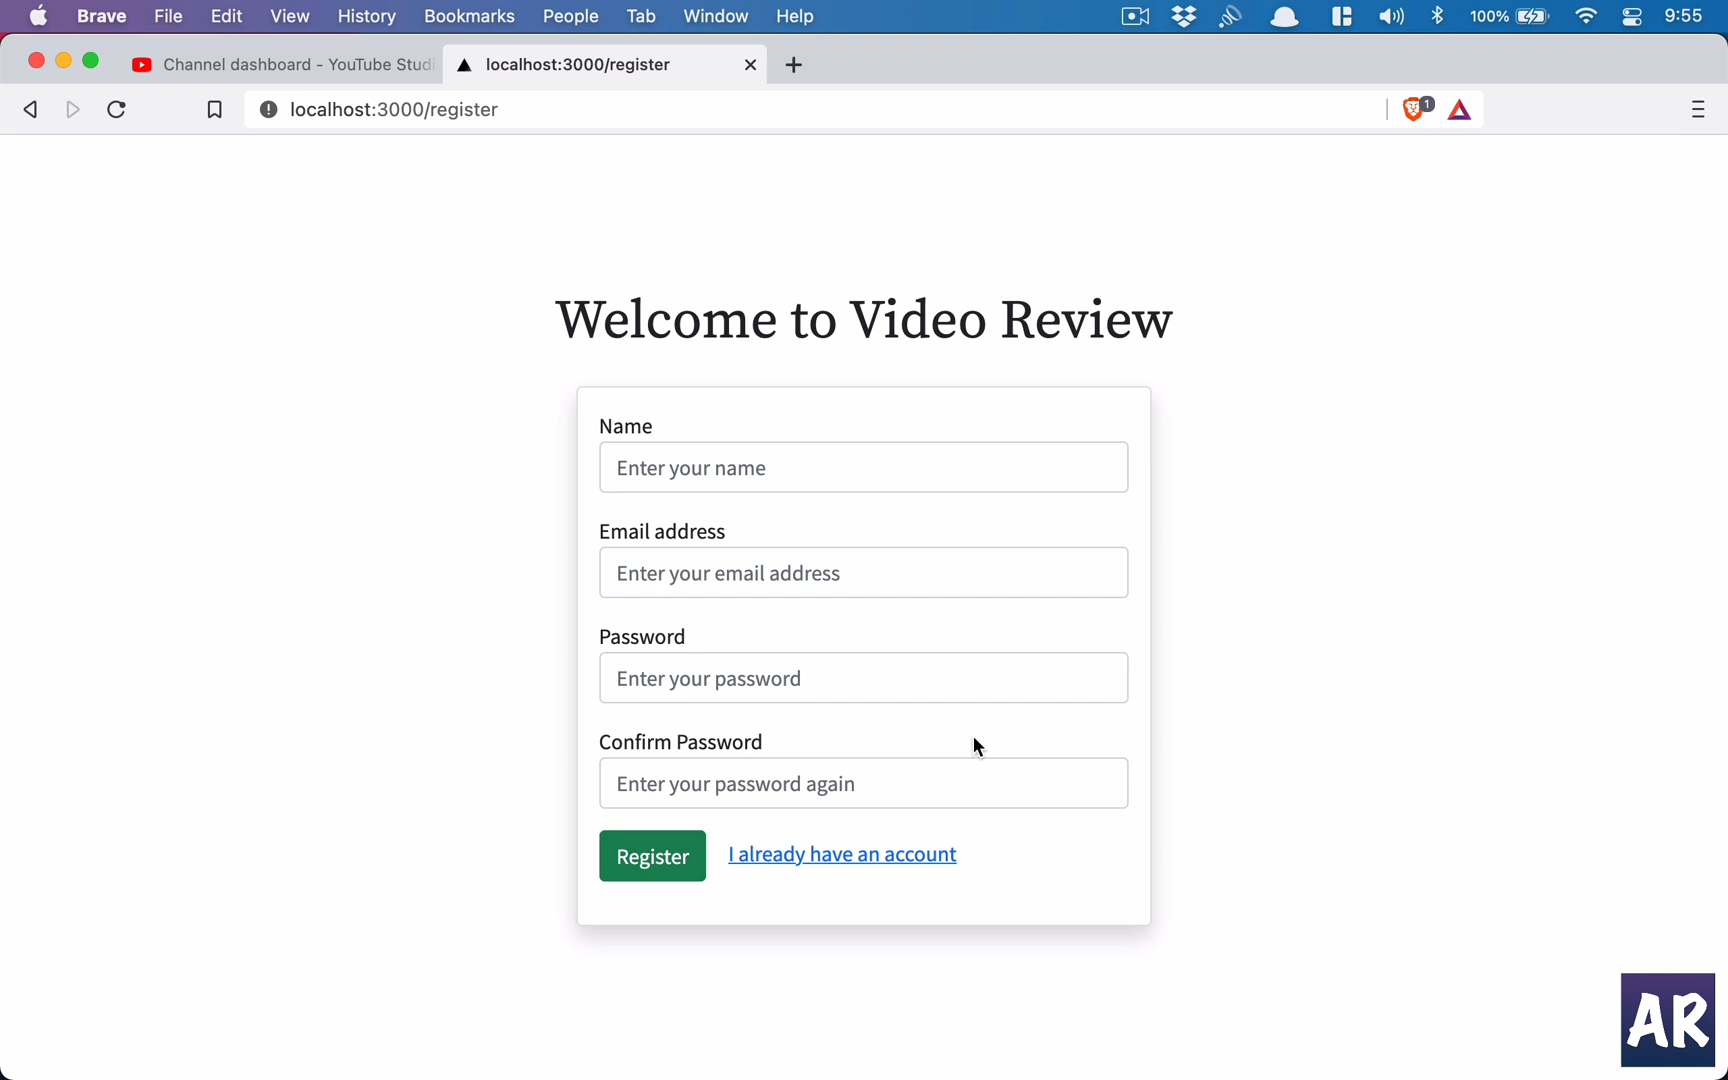 Brave File Edit View History Bookmarks People Tab Window Help 100% 9:55
Channel dashboard - YouTube Studi localhost:3000/register
localhost:3000/register 1
Welcome to Video Review
Name
Enter your name
Email address
Enter your email address
Password
Enter your password
Confirm Password
Enter your password again
Register I already have an account
AR